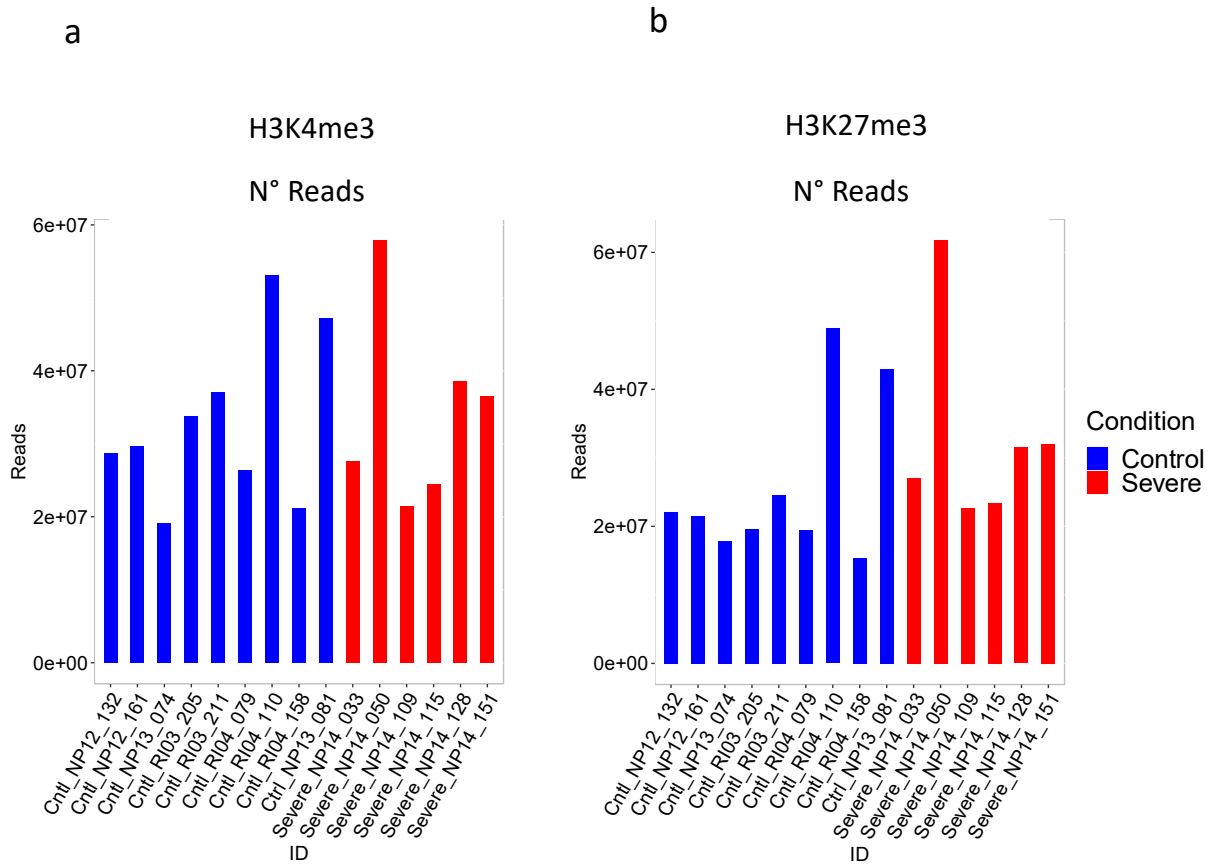 a
H3K4me3
N° Reads
6e+07
4e+07
2e+07
0e+00
Reads
Cntl_NP12_132
Cntl_NP12_161
Cntl_NP13_074
Cntl_RI03_205
Cntl_RI03_211
Cntl_RI04_079
Cntl_RI04_110
Cntl_RI04_158
Ctrl_NP13_081
Severe_NP14_033
Severe_NP14_050
Severe_NP14_109
Severe_NP14_115
Severe_NP14_128
Severe_NP14_151
ID
b
H3K27me3
N° Reads
6e+07
4e+07
2e+07
0e+00
Reads
Cntl_NP12_132
Cntl_NP12_161
Cntl_NP13_074
Cntl_RI03_205
Cntl_RI03_211
Cntl_RI04_079
Cntl_RI04_110
Cntl_RI04_158
Ctrl_NP13_081
Severe_NP14_033
Severe_NP14_050
Severe_NP14_109
Severe_NP14_115
Severe_NP14_128
Severe_NP14_151
ID
Condition
Control
Severe